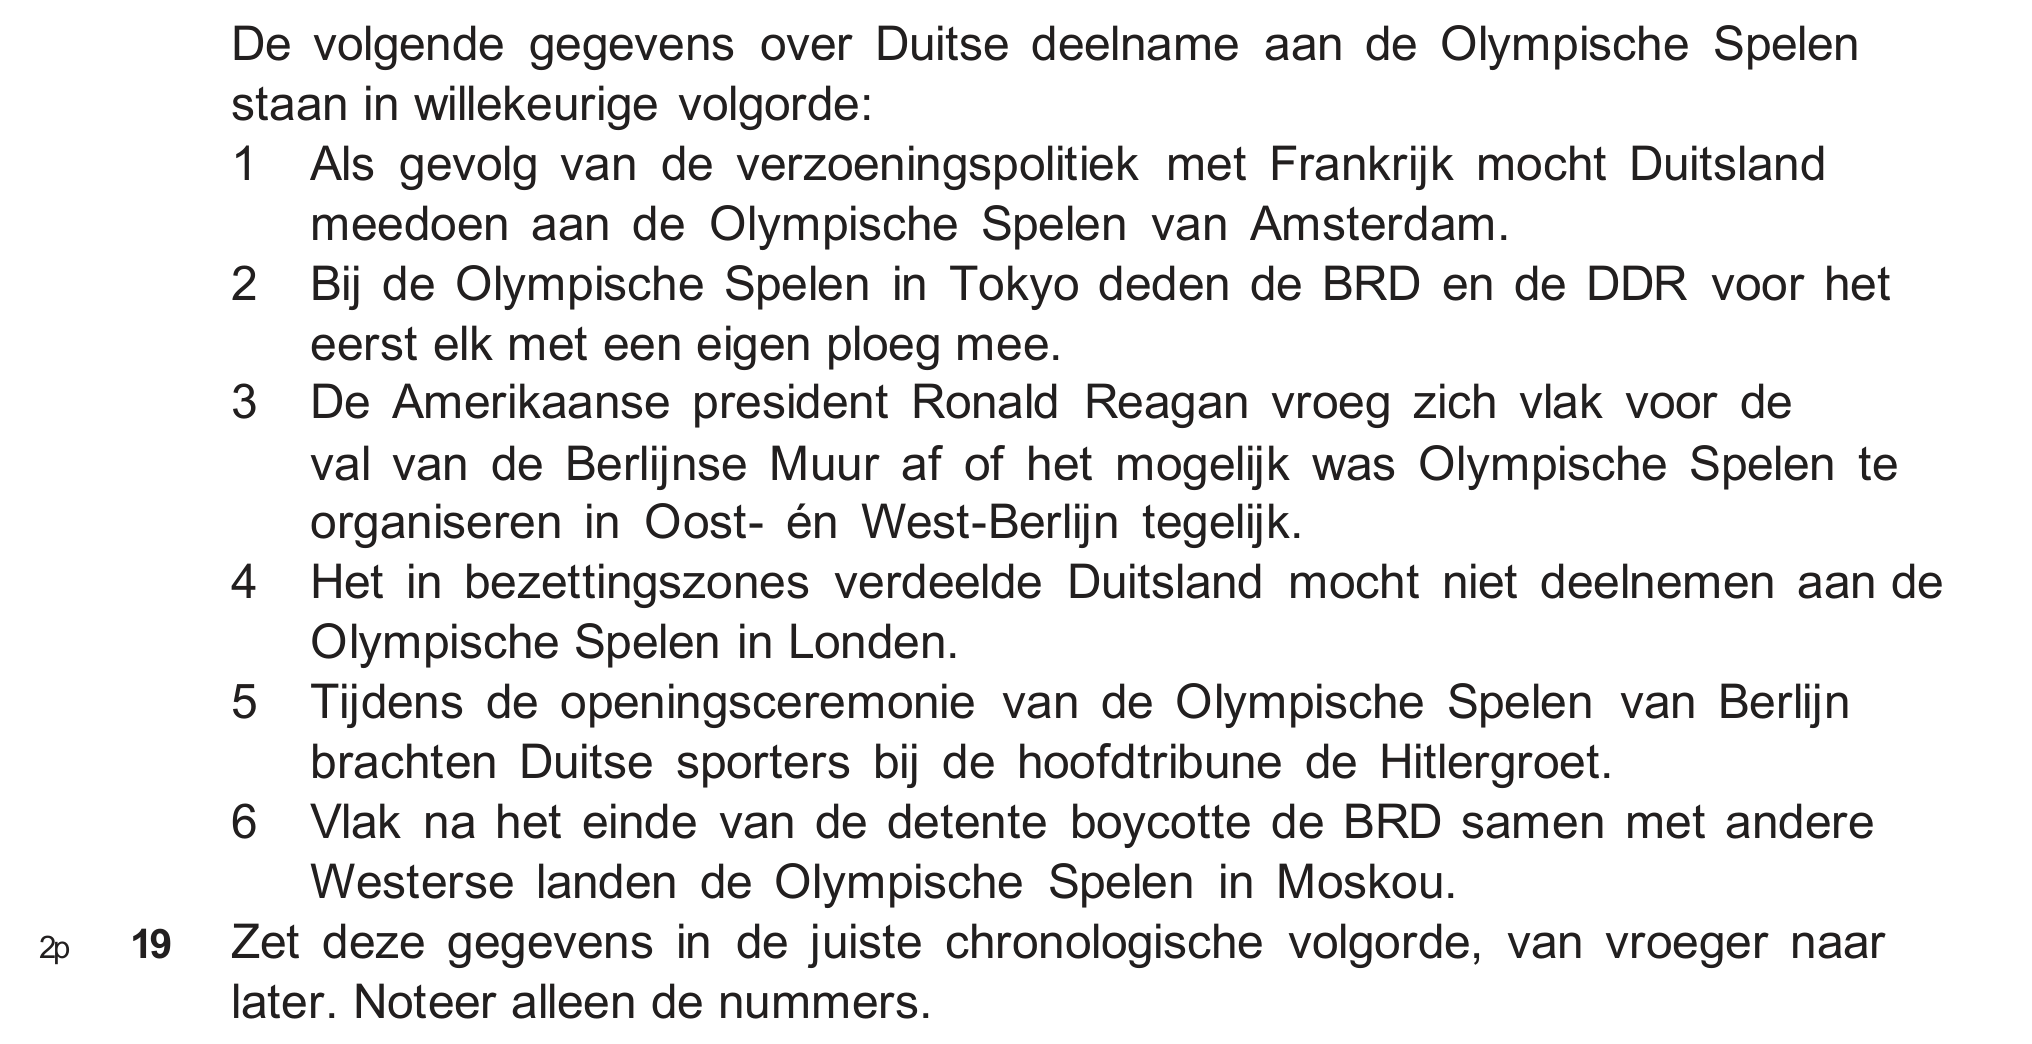 De volgende gegevens over Duitse deelname aan de Olympische Spelen
staan in willekeurige volgorde:
1 Als gevolg van de verzoeningspolitiek met Frankrijk mocht Duitsland
meedoen aan de Olympische Spelen van Amsterdam.
2 Bij de Olympische Spelen in Tokyo deden de BRD en de DDR voor het
eerst elk met een eigen ploeg mee.
3 De Amerikaanse president Ronald Reagan vroeg zich vlak voor de
val van de Berlijnse Muur af of het mogelijk was Olympische Spelen te
organiseren in Oost- én West-Berlijn tegelijk.
4 Het in bezettingszones verdeelde Duitsland mocht niet deelnemen aan de
Olympische Spelen in Londen.
5 Tijdens de openingsceremonie van de Olympische Spelen van Berlijn
brachten Duitse sporters bij de hoofdtribune de Hitlergroet.
6 Vlak na het einde van de detente boycotte de BRD samen met andere
Westerse landen de Olympische Spelen in Moskou.
2p 19 Zet deze gegevens in de juiste chronologische volgorde, van vroeger naar
later. Noteer alleen de nummers.